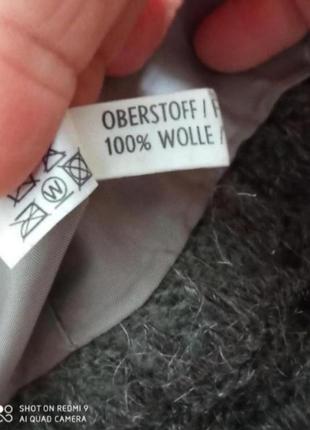 OBERSTOFF /
100% WOLLE /
W
SHOT ON REDMI 9
AI QUAD CAMERA